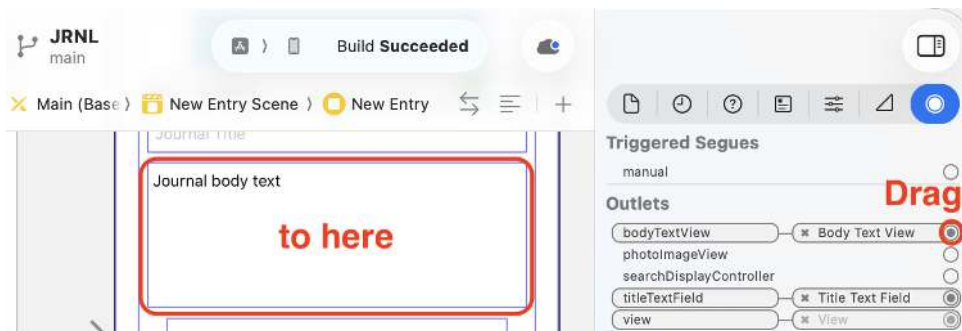 JRNL
main
Build Succeeded
Main (Base) New Entry Scene New Entry
Journal Title
Journal body text
to here
Triggered Segues
manual
Drag
Outlets
bodyTextView Body Text View
photoImageView
searchDisplayController
titleTextField Title Text Field
view View